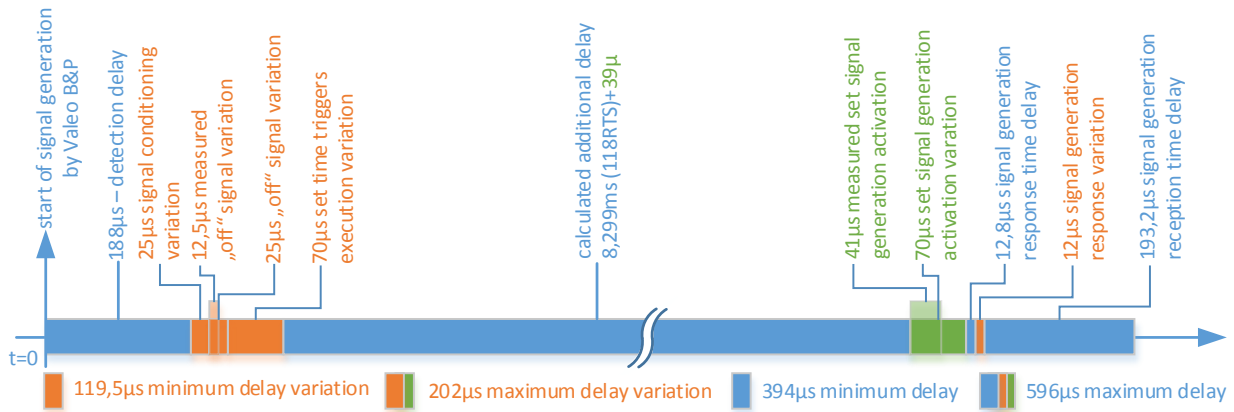 start of signal generation
by Valeo B&P
188µs – detection delay
25µs signal conditioning
variation
12,5µs measured
„off“ signal variation
25µs „off“ signal variation
70µs set time triggers
execution variation
calculated additional delay
8,299ms (118RTS)+39µ
41µs measured set signal
generation activation
70µs set signal generation
activation varation
12,8µs signal generation
response time delay
12µs signal generation
response variation
193,2µs signal generation
reception time delay
t=0
119,5µs minimum delay variation
202µs maximum delay variation
394µs minimum delay
596µs maximum delay